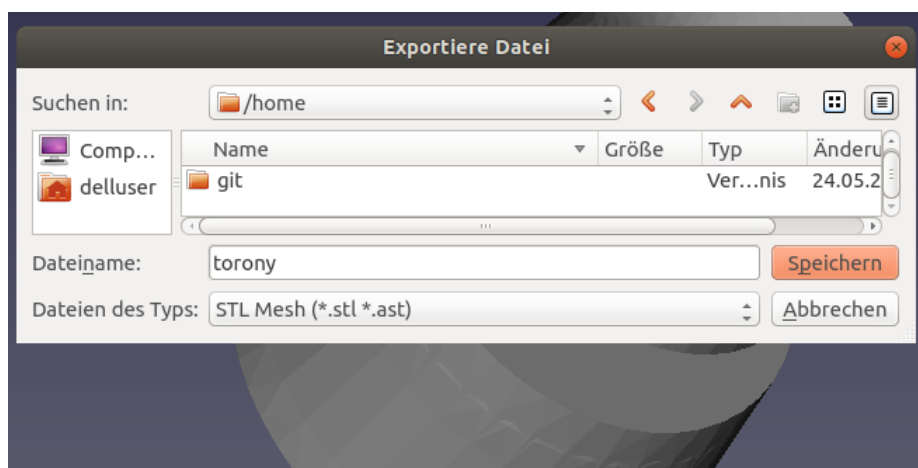 Exportiere Datei
Suchen in: /home
Comp... Name Größe Typ Änderu
delluser git Ver...nis 24.05.2
Dateiname: torony Speichern
Dateien des Typs: STL Mesh (*.stl *.ast) Abbrechen